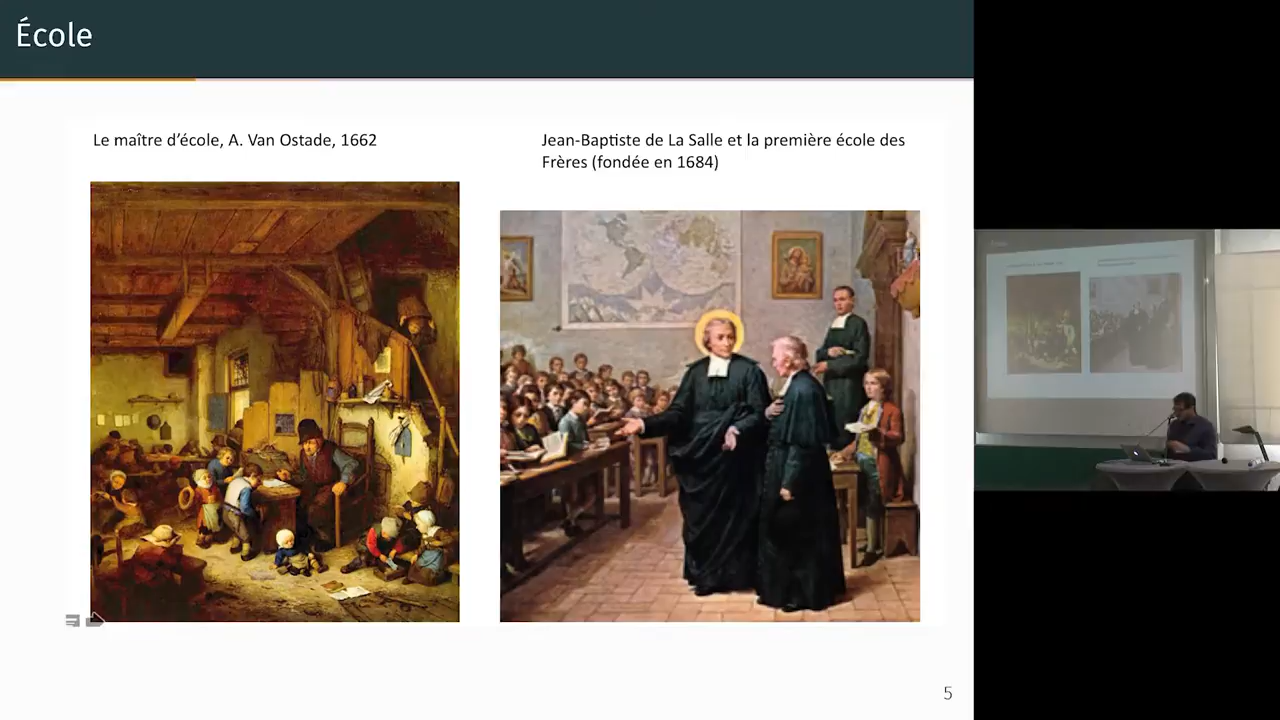 École
Le maître d’école, A. Van Ostade, 1662
Jean-Baptiste de La Salle et la première école des
Frères (fondée en 1684)
5